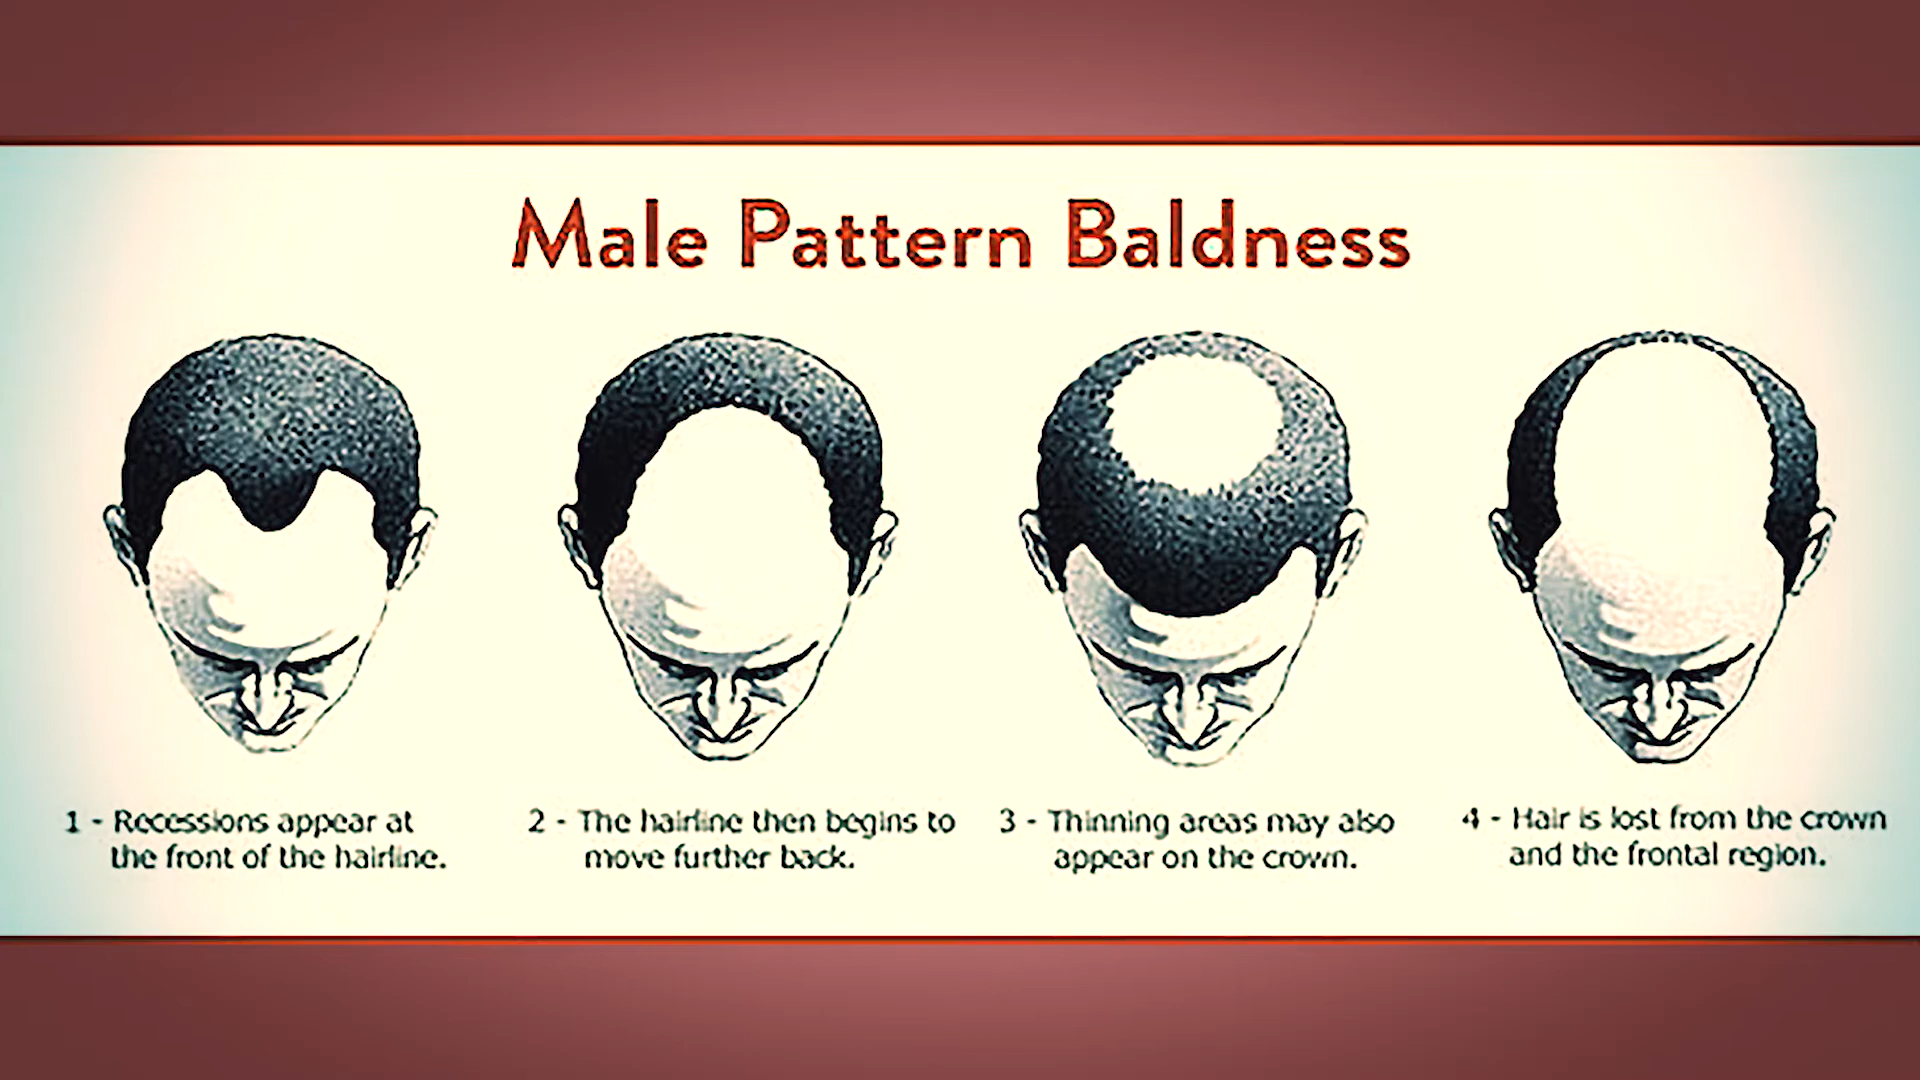 Male Pattern Baldness
1 - Recessions appear at
the front of the hairline.
2 - The hairline then begins to
move further back.
3 - Thinning areas may also
appear on the crown.
4 - Hair is lost from the crown
and the frontal region.